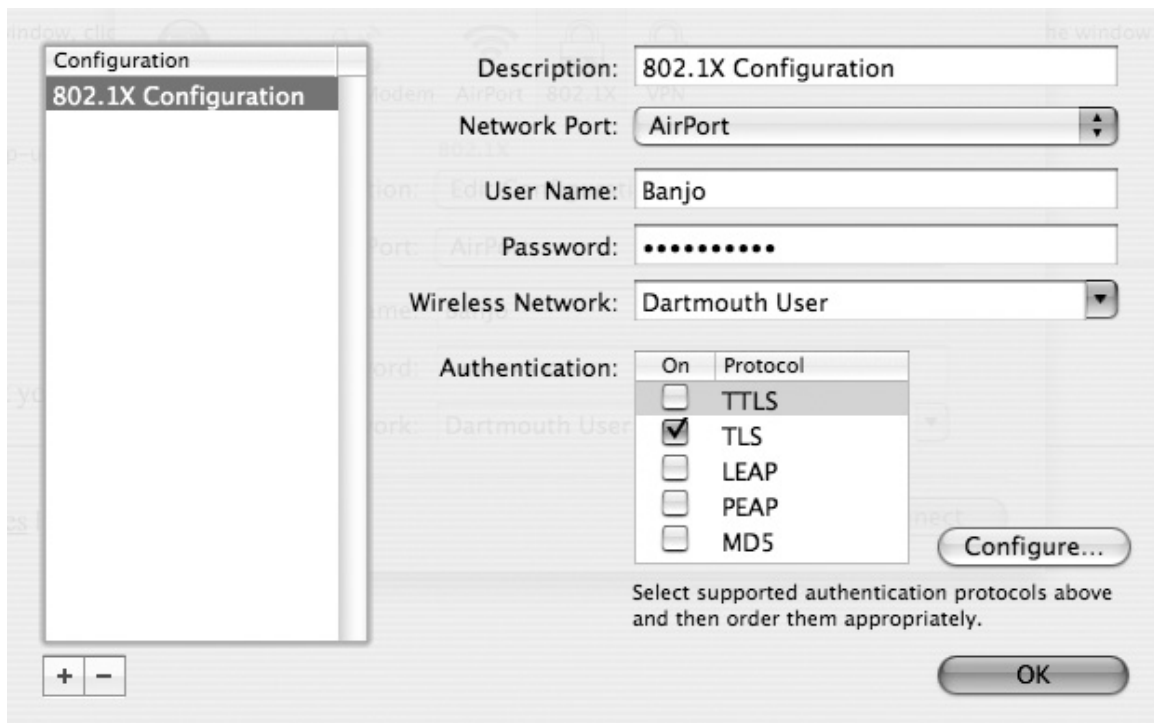 Configuration
802.1X Configuration
Description: 802.1X Configuration
Network Port: AirPort
User Name: Banjo
Password: ••••••••••
Wireless Network: Dartmouth User
Authentication:
On Protocol
TTLS
TLS
LEAP
PEAP
MD5
Configure...
Select supported authentication protocols above
and then order them appropriately.
+ −
OK